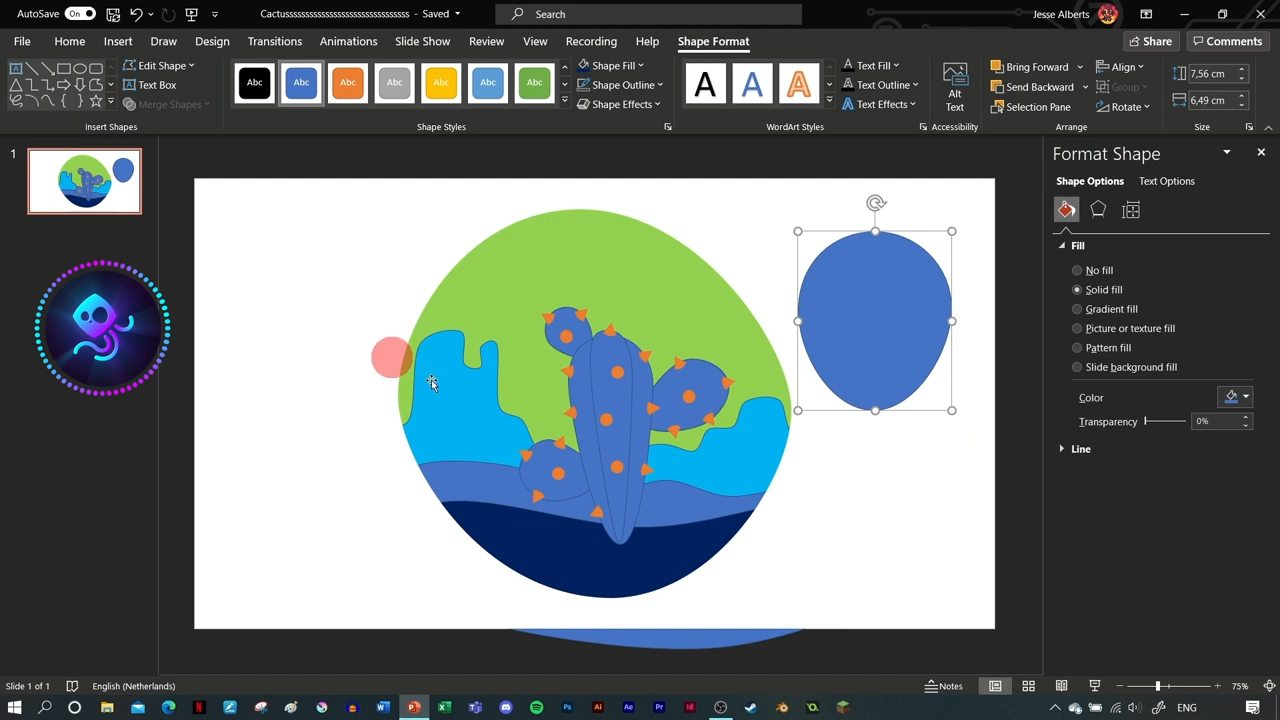 AutoSave On Cactusssssssssssssssssssssssssssssss - Saved Search Jesse Alberts
File Home Insert Draw Design Transitions Animations Slide Show Review View Recording Help Shape Format Share Comments
Edit Shape
Text Box
Merge Shapes
Insert Shapes
Abc Abc Abc Abc Abc Abc Abc
Shape Fill
Shape Outline
Shape Effects
Shape Styles
A A A
Text Fill
Text Outline
Text Effects
WordArt Styles
Alt
Text
Accessibility
Bring Forward
Send Backward
Selection Pane
Align
Group
Rotate
Arrange
7,56 cm
6,49 cm
Size
1
Format Shape
Shape Options Text Options
Fill
No fill
Solid fill
Gradient fill
Picture or texture fill
Pattern fill
Slide background fill
Color
Transparency 0%
Line
Slide 1 of 1 English (Netherlands) Notes 75%
ENG